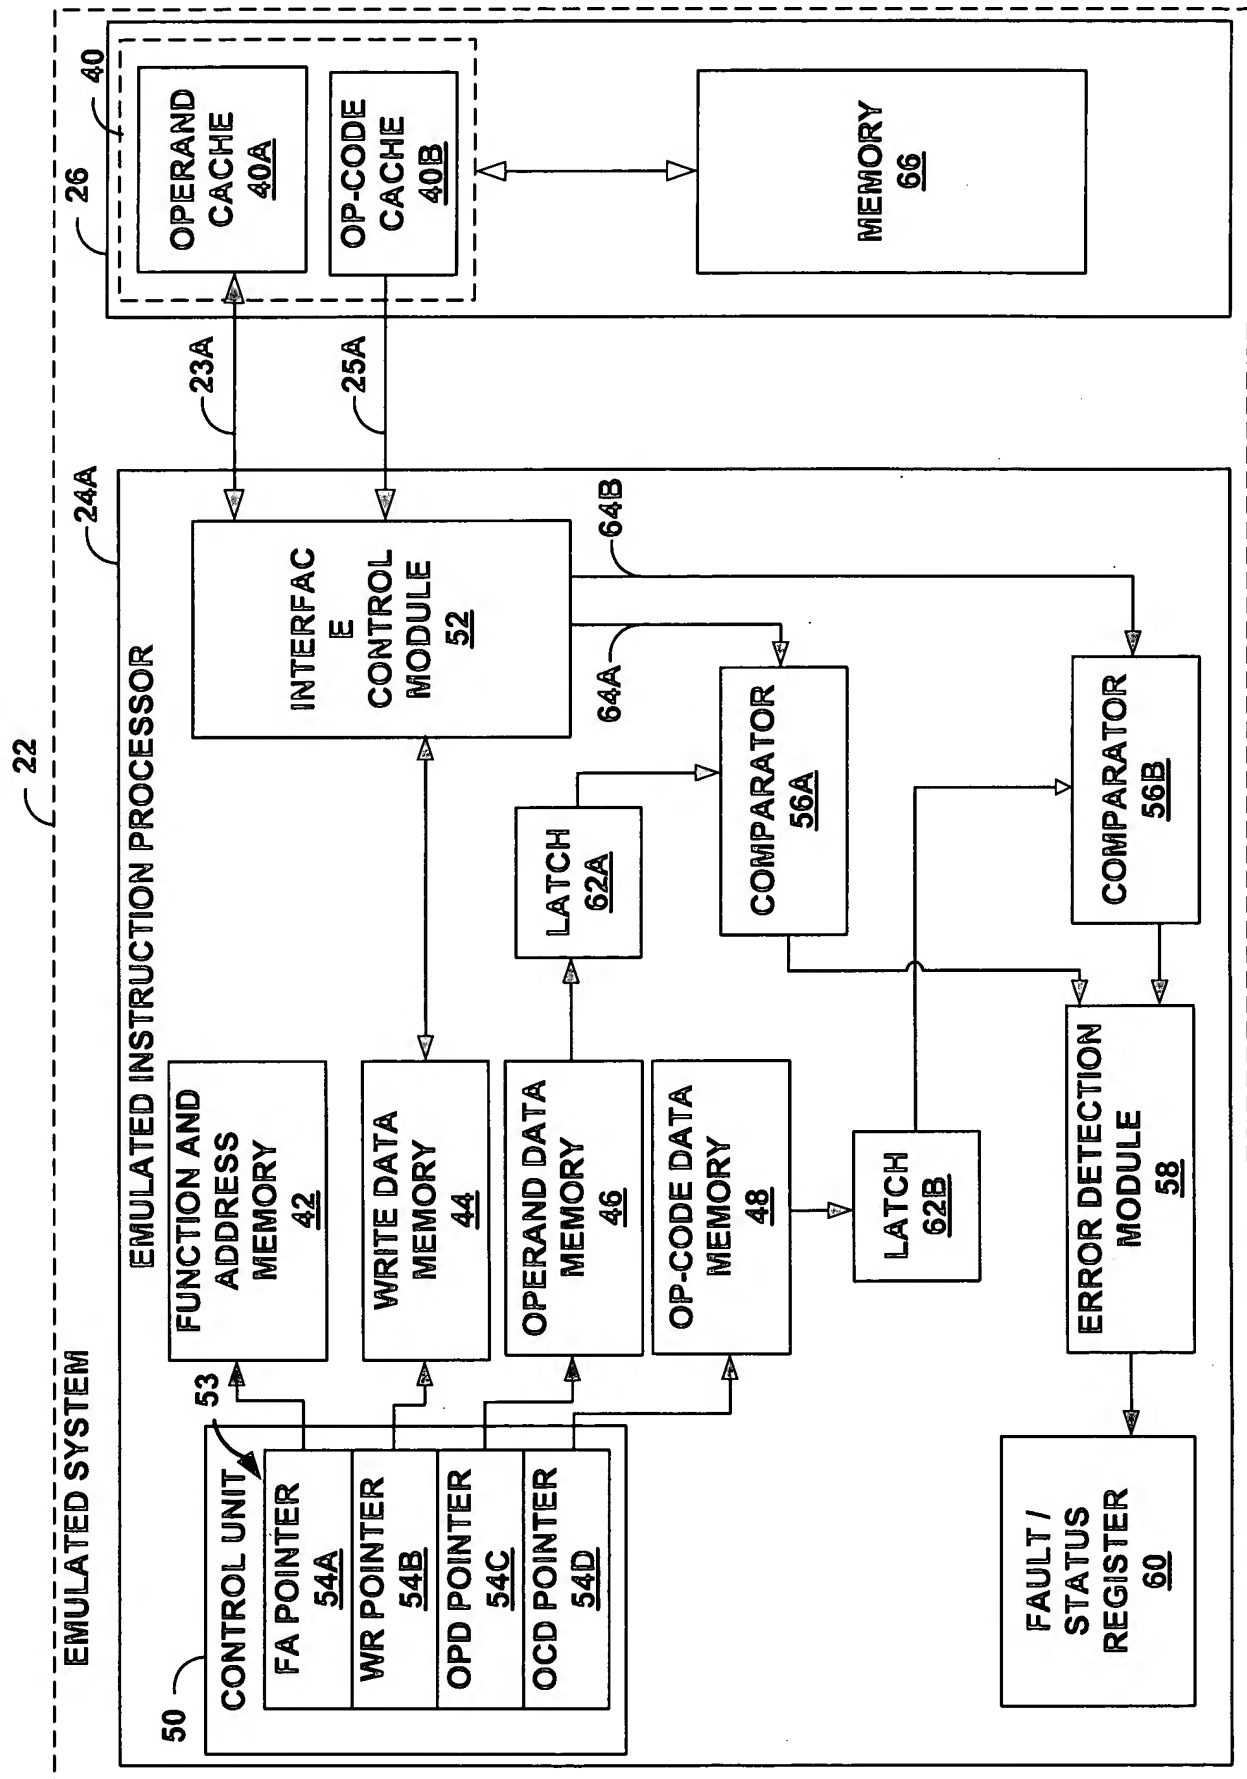 22
EMULATED SYSTEM
EMULATED INSTRUCTION PROCESSOR
24A
26
40
50
CONTROL UNIT
53
FA POINTER
54A
WR POINTER
54B
OPD POINTER
54C
OCD POINTER
54D
FUNCTION AND
ADDRESS
MEMORY
42
WRITE DATA
MEMORY
44
OPERAND DATA
MEMORY
46
OP-CODE DATA
MEMORY
48
LATCH
62A
LATCH
62B
INTERFAC
E
CONTROL
MODULE
52
23A
25A
OPERAND
CACHE
40A
OP-CODE
CACHE
40B
MEMORY
66
64A
64B
COMPARATOR
56A
COMPARATOR
56B
ERROR DETECTION
MODULE
58
FAULT /
STATUS
REGISTER
60